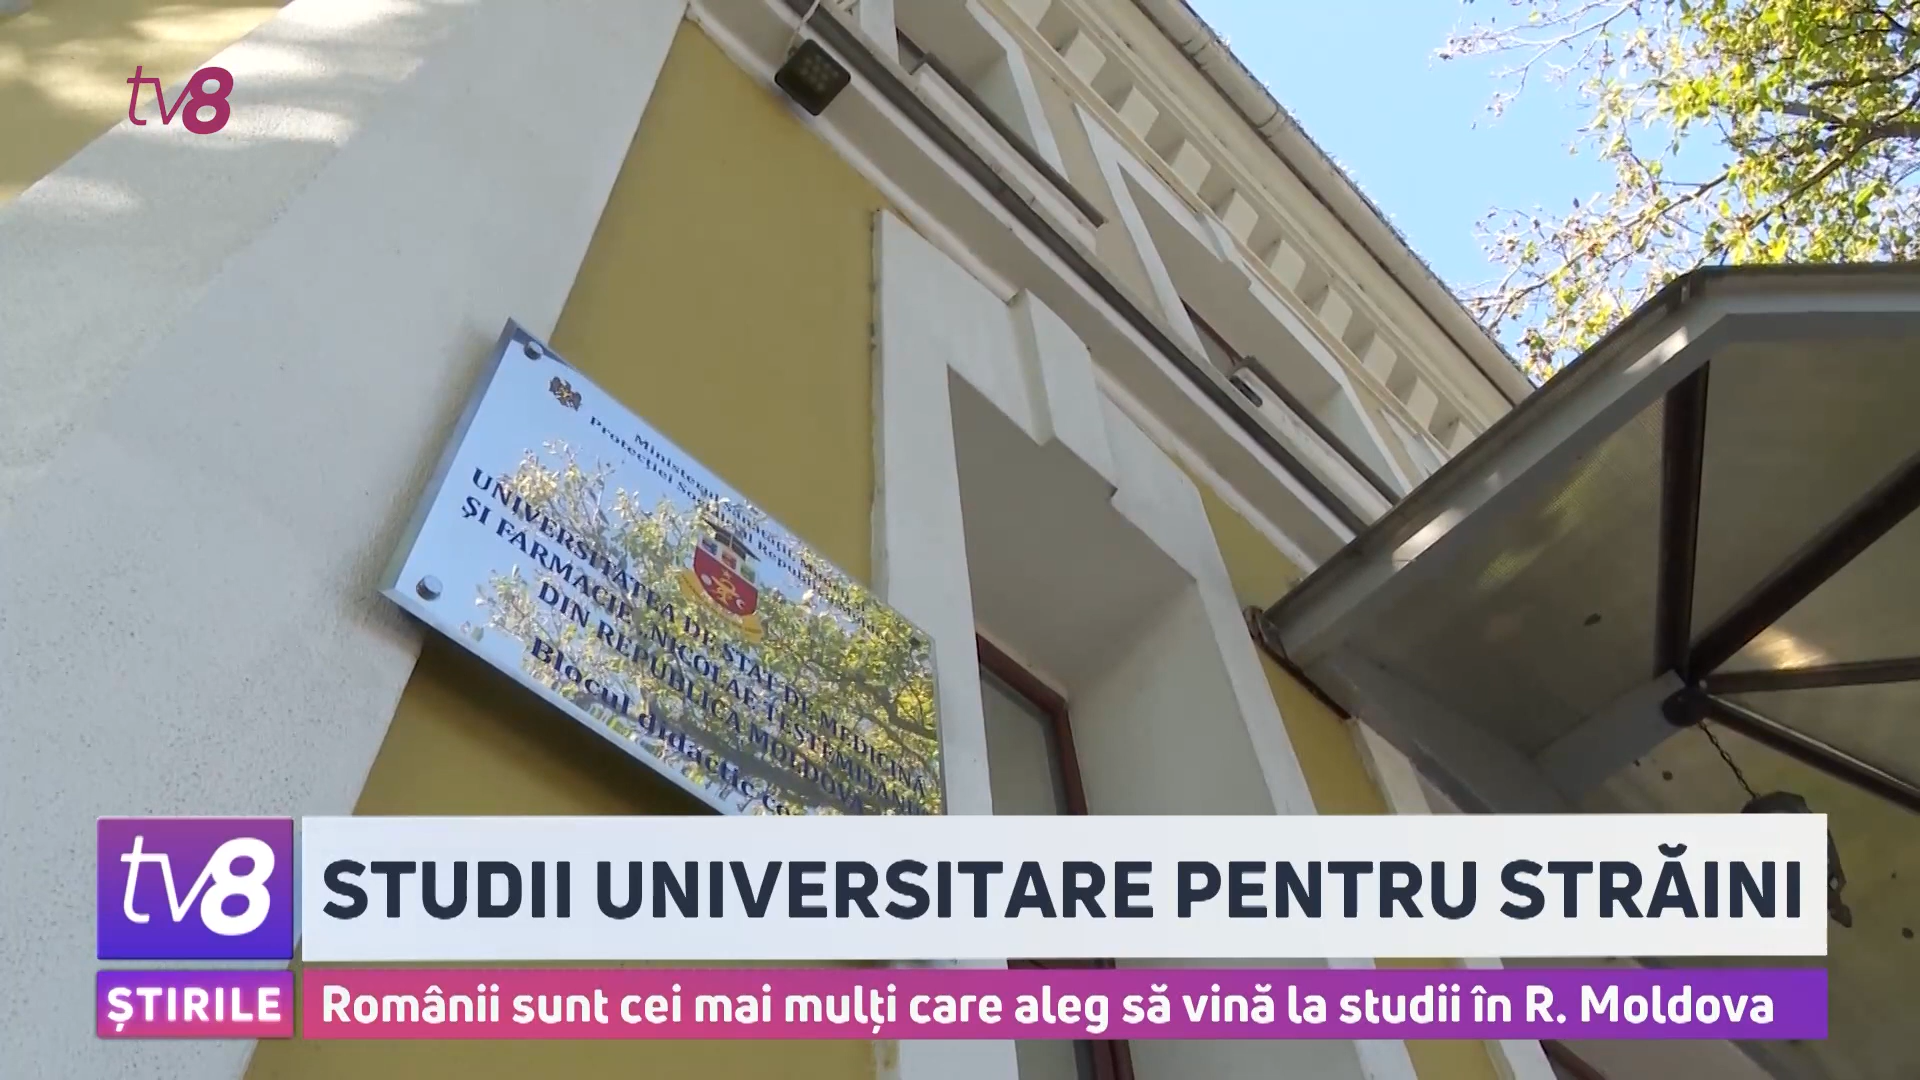 tv8
Ministerul Sănătății, Muncii și
Protecției Sociale al Republicii Moldova
UNIVERSITATEA DE STAT DE MEDICINĂ
ȘI FARMACIE „NICOLAE TESTEMIȚANU”
DIN REPUBLICA MOLDOVA
Blocul didactic
tv8
STUDII UNIVERSITARE PENTRU STRĂINI
ȘTIRILE
Românii sunt cei mai mulți care aleg să vină la studii în R. Moldova